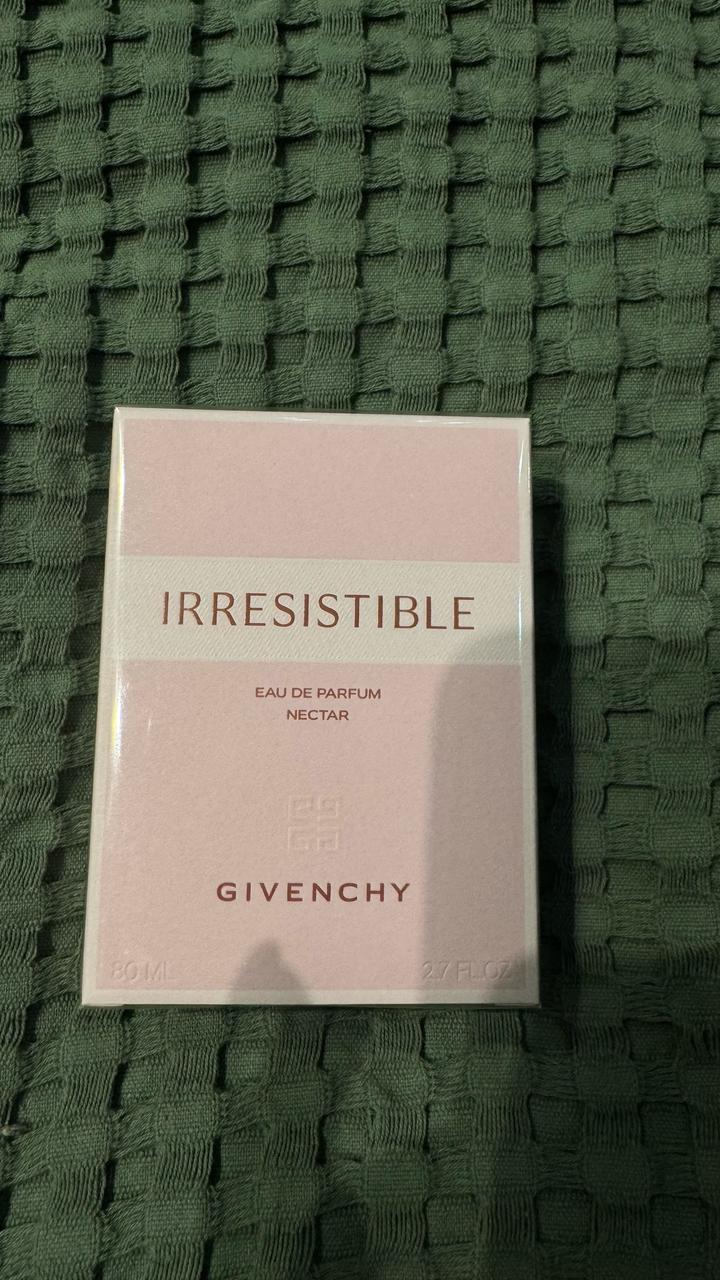 IRRESISTIBLE
EAU DE PARFUM
NECTAR
GIVENCHY
80 ML 2.7 FL.OZ